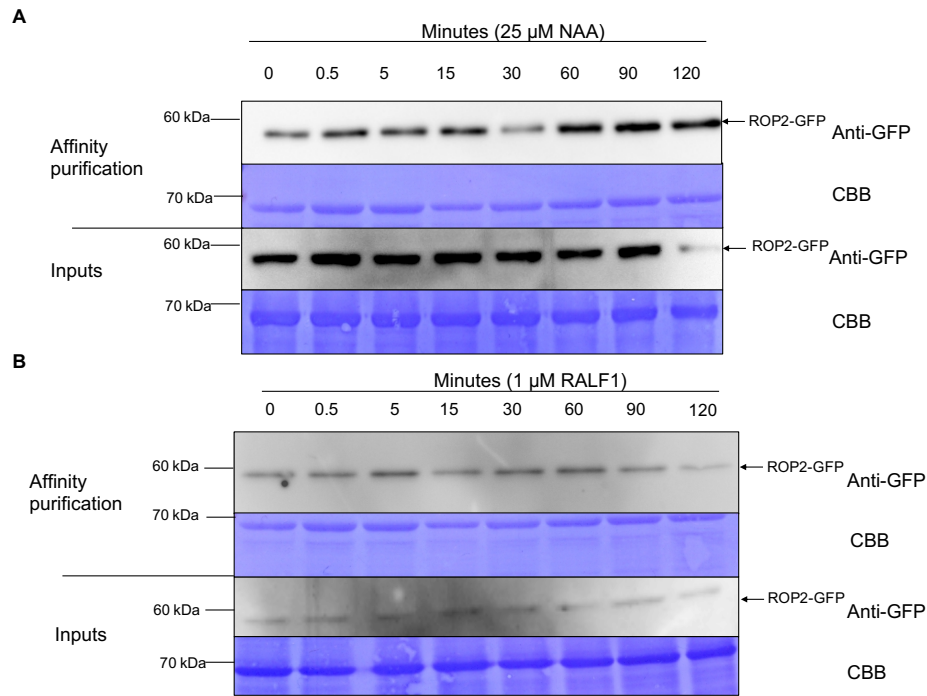 A
Minutes (25 µM NAA)
0 0.5 5 15 30 60 90 120
60 kDa
ROP2-GFP
Anti-GFP
Affinity
purification
70 kDa
CBB
60 kDa
ROP2-GFP
Anti-GFP
Inputs
70 kDa
CBB
B
Minutes (1 µM RALF1)
0 0.5 5 15 30 60 90 120
60 kDa
ROP2-GFP
Anti-GFP
Affinity
purification
70 kDa
CBB
60 kDa
ROP2-GFP
Anti-GFP
Inputs
70 kDa
CBB